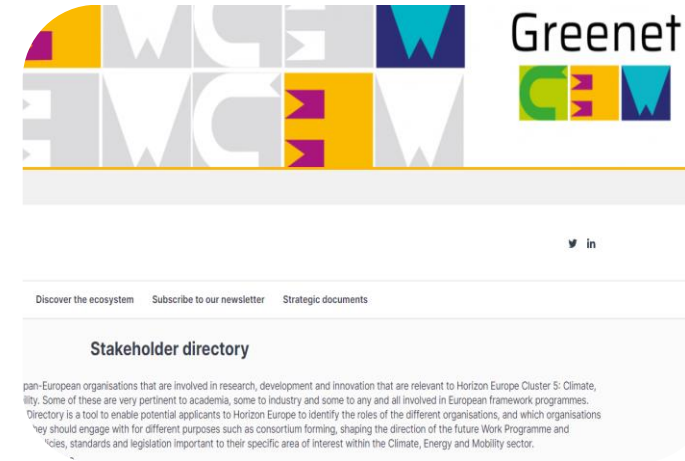 Greenet
CEW
in
Discover the ecosystem Subscribe to our newsletter Strategic documents
Stakeholder directory
pan-European organisations that are involved in research, development and innovation that are relevant to Horizon Europe Cluster 5: Climate,
Some of these are very pertinent to academia, some to industry and some to any and all involved in European framework programmes.
Directory is a tool to enable potential applicants to Horizon Europe to identify the roles of the different organisations, and which organisations
they should engage with for different purposes such as consortium forming, shaping the direction of the future Work Programme and
standards and legislation important to their specific area of interest within the Climate, Energy and Mobility sector.